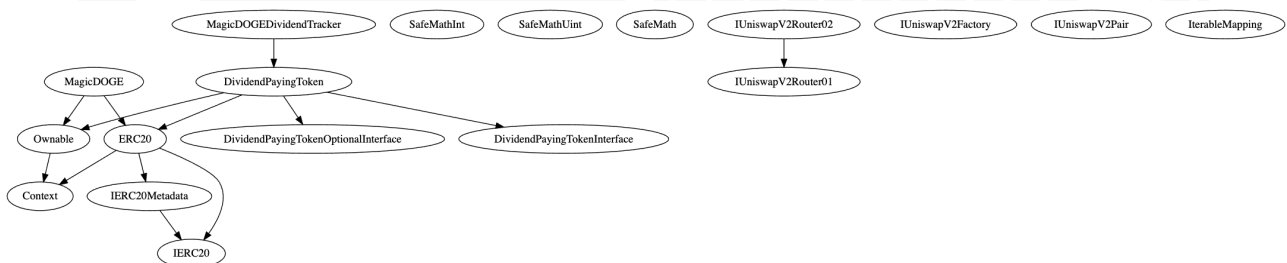 MagicDOGEDividendTracker
SafeMathInt
SafeMathUint
SafeMath
IUniswapV2Router02
IUniswapV2Factory
IUniswapV2Pair
IterableMapping
MagicDOGE
DividendPayingToken
IUniswapV2Router01
Ownable
ERC20
DividendPayingTokenOptionalInterface
DividendPayingTokenInterface
Context
IERC20Metadata
IERC20